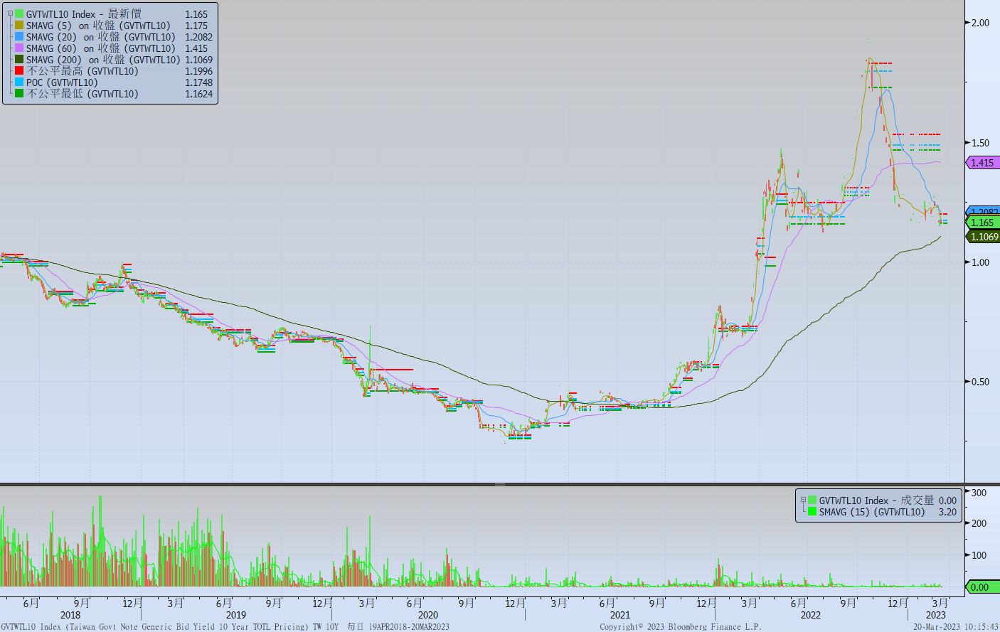 GVTWTL10 Index - 最新價 1.165
SMAVG (5) on 收盤 (GVTWTL10) 1.175
SMAVG (20) on 收盤 (GVTWTL10) 1.2082
SMAVG (60) on 收盤 (GVTWTL10) 1.415
SMAVG (200) on 收盤 (GVTWTL10) 1.1069
不公平最高 (GVTWTL10) 1.1996
POC (GVTWTL10) 1.1748
不公平最低 (GVTWTL10) 1.1624
2.00
1.50
1.415
1.2082
1.165
1.1069
1.00
0.50
GVTWTL10 Index - 成交量 0.00
SMAVG (15) (GVTWTL10) 3.20
300
200
100
0.00
6月 9月 12月 3月 6月 9月 12月 3月 6月 9月 12月 3月 6月 9月 12月 3月 6月 9月 12月 3月
2018 2019 2020 2021 2022 2023
GVTWTL10 Index (Taiwan Govt Note Generic Bid Yield 10 Year TOTL Pricing) TW 10Y 每日 19APR2018-20MAR2023 Copyright© 2023 Bloomberg Finance L.P. 20-Mar-2023 10:15:43